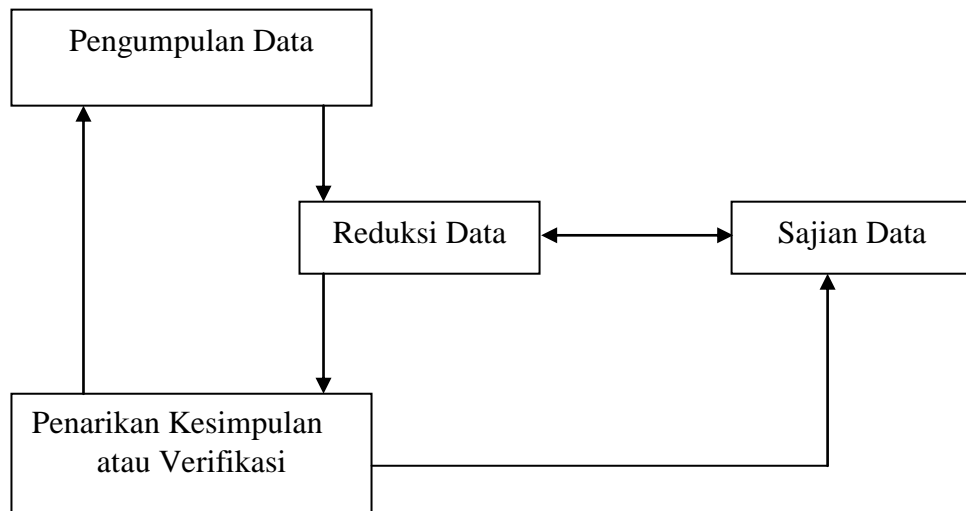 Pengumpulan Data
Reduksi Data
Sajian Data
Penarikan Kesimpulan
atau Verifikasi